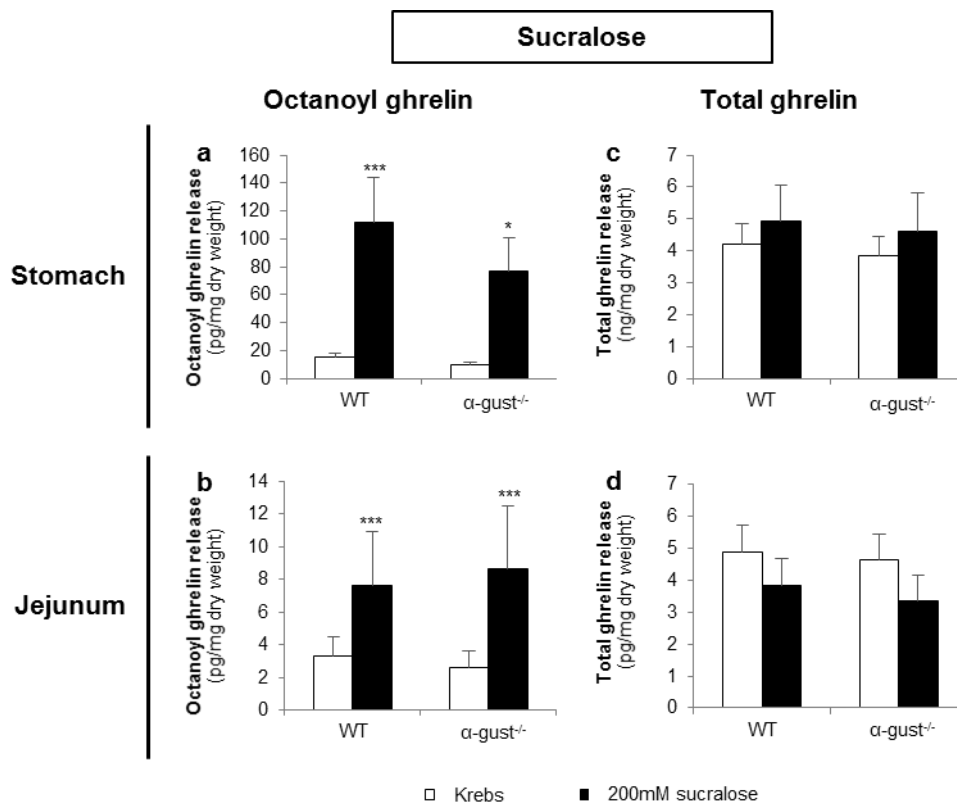 Sucralose
Octanoyl ghrelin
Total ghrelin
Stomach
a
Octanoyl ghrelin release
(pg/mg dry weight)
160
140
120
100
80
60
40
20
0
***
*
WT
α-gust-/-
c
Total ghrelin release
(ng/mg dry weight)
7
6
5
4
3
2
1
0
WT
α-gust-/-
Jejunum
b
Octanoyl ghrelin release
(pg/mg dry weight)
14
12
10
8
6
4
2
0
***
***
WT
α-gust-/-
d
Total ghrelin release
(pg/mg dry weight)
7
6
5
4
3
2
1
0
WT
α-gust-/-
Krebs
200mM sucralose